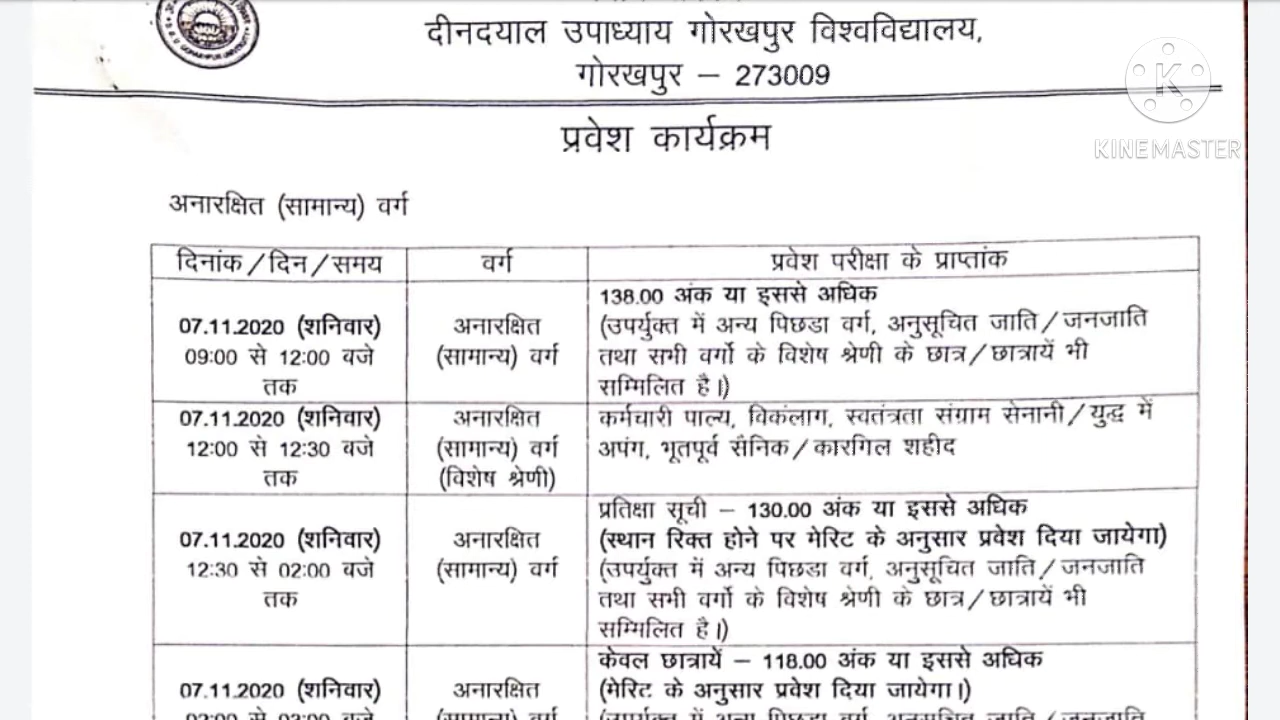 दीनदयाल उपाध्याय गोरखपुर विश्वविद्यालय,
गोरखपुर – 273009
KINEMASTER
प्रवेश कार्यक्रम
अनारक्षित (सामान्य) वर्ग
दिनांक/दिन/समय वर्ग प्रवेश परीक्षा के प्राप्तांक
138.00 अंक या इससे अधिक
07.11.2020 (शनिवार) अनारक्षित (उपर्युक्त में अन्य पिछडा वर्ग, अनुसूचित जाति/जनजाति
09:00 से 12:00 बजे (सामान्य) वर्ग तथा सभी वर्गो के विशेष श्रेणी के छात्र/छात्रायें भी
तक सम्मिलित है।)
07.11.2020 (शनिवार) अनारक्षित कर्मचारी पाल्य, विकंलाग, स्वतंत्रता संग्राम सेनानी/युद्ध में
12:00 से 12:30 बजे (सामान्य) वर्ग अपंग, भूतपूर्व सैनिक/कारगिल शहीद
तक (विशेष श्रेणी)
प्रतिक्षा सूची – 130.00 अंक या इससे अधिक
07.11.2020 (शनिवार) अनारक्षित (स्थान रिक्त होने पर मेरिट के अनुसार प्रवेश दिया जायेगा)
12:30 से 02:00 बजे (सामान्य) वर्ग (उपर्युक्त में अन्य पिछडा वर्ग, अनुसूचित जाति/जनजाति
तक तथा सभी वर्गो के विशेष श्रेणी के छात्र/छात्रायें भी
सम्मिलित है।)
केवल छात्रायें – 118.00 अंक या इससे अधिक
07.11.2020 (शनिवार) अनारक्षित (मेरिट के अनुसार प्रवेश दिया जायेगा।)